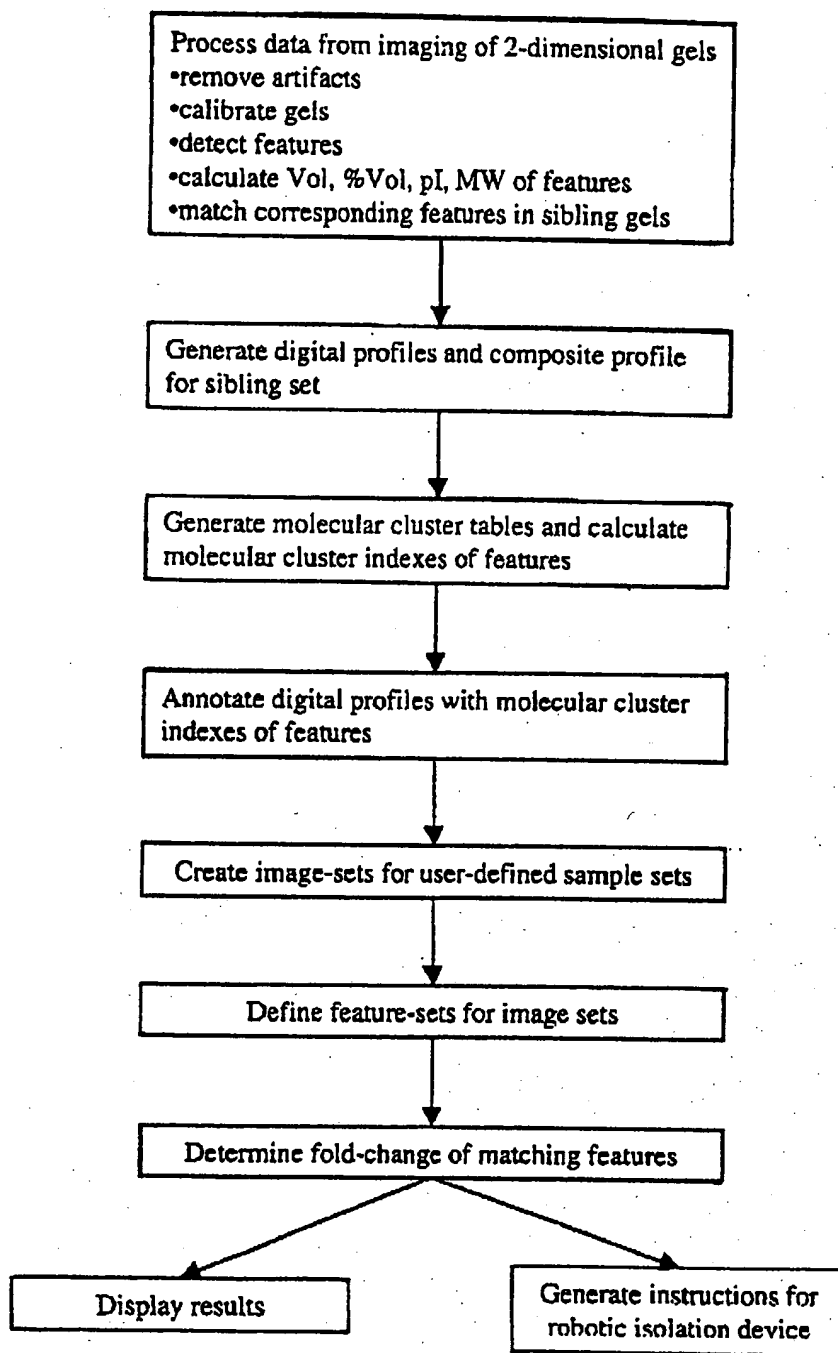 Process data from imaging of 2-dimensional gels
•remove artifacts
•calibrate gels
•detect features
•calculate Vol, %Vol, pI, MW of features
•match corresponding features in sibling gels
Generate digital profiles and composite profile
for sibling set
Generate molecular cluster tables and calculate
molecular cluster indexes of features
Annotate digital profiles with molecular cluster
indexes of features
Create image-sets for user-defined sample sets
Define feature-sets for image sets
Determine fold-change of matching features
Display results
Generate instructions for
robotic isolation device